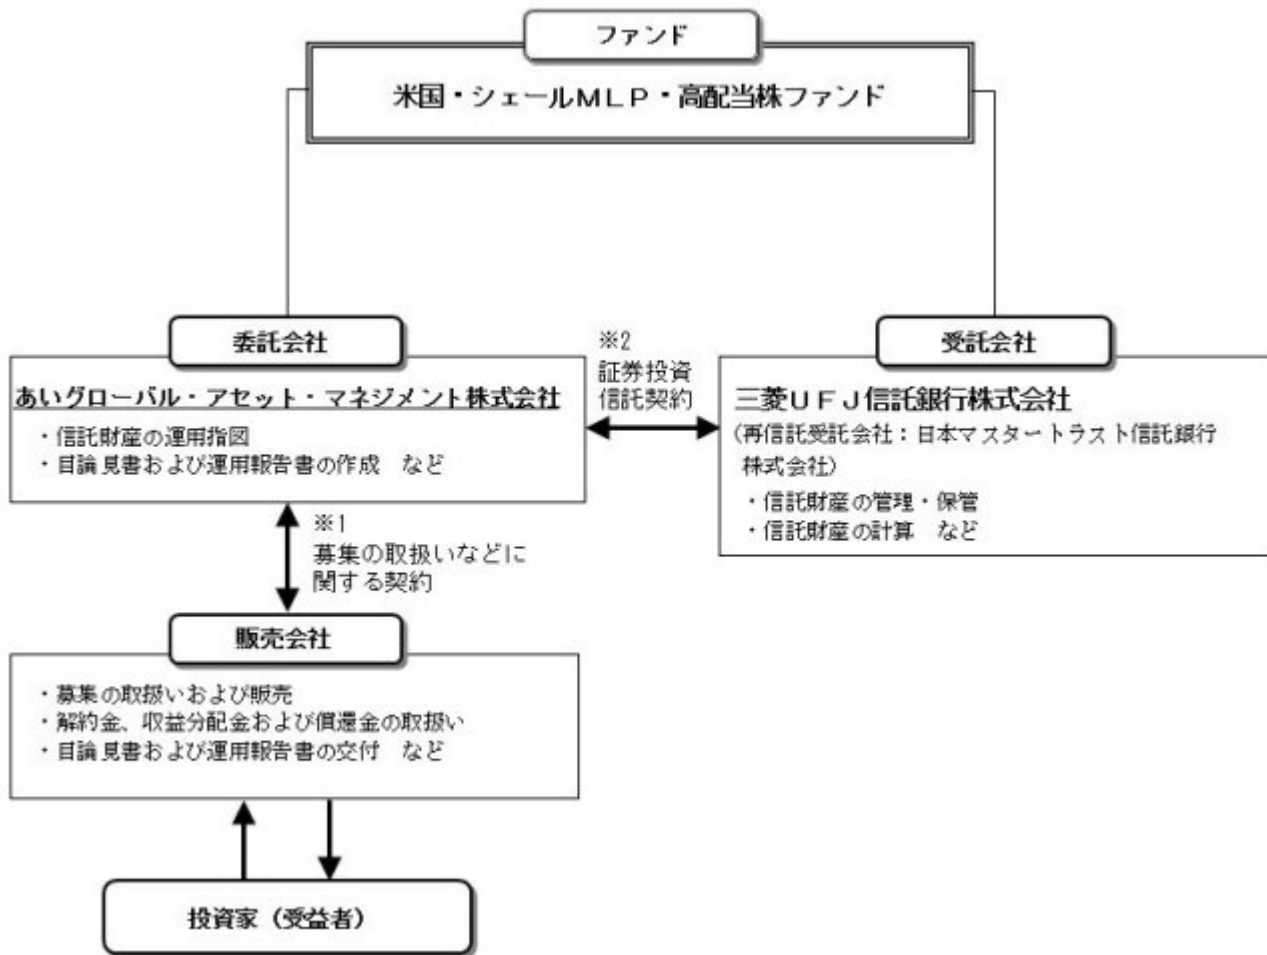 ファンド
米国・シェールMLP・高配当株ファンド
委託会社
あいグローバル・アセット・マネジメント株式会社
・信託財産の運用指図
・目論見書および運用報告書の作成　など
※2
証券投資
信託契約
受託会社
三菱UFJ信託銀行株式会社
(再信託受託会社：日本マスタートラスト信託銀行
株式会社)
・信託財産の管理・保管
・信託財産の計算　など
※1
募集の取扱いなどに
関する契約
販売会社
・募集の取扱いおよび販売
・解約金、収益分配金および償還金の取扱い
・目論見書および運用報告書の交付　など
投資家（受益者）